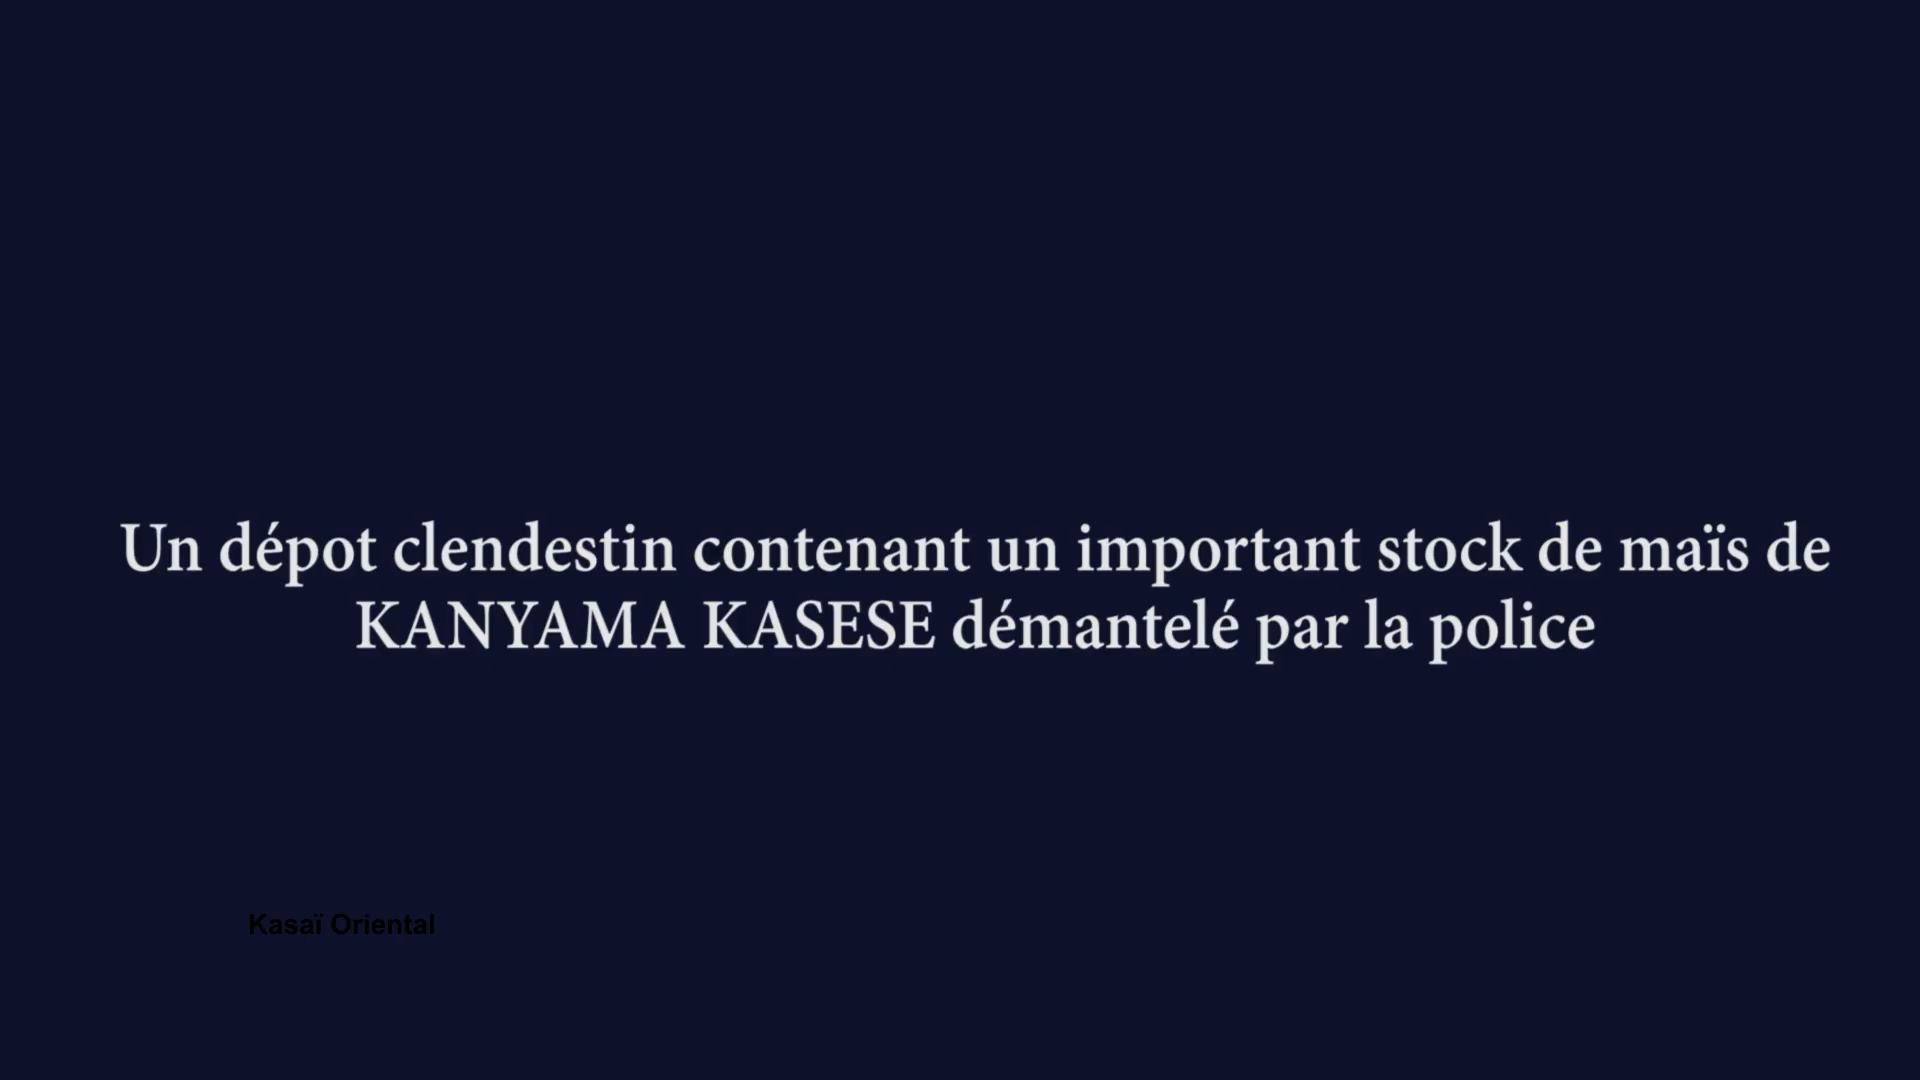 Un dépot clendestin contenant un important stock de maïs de
KANYAMA KASESE démantelé par la police
Kasaï Oriental